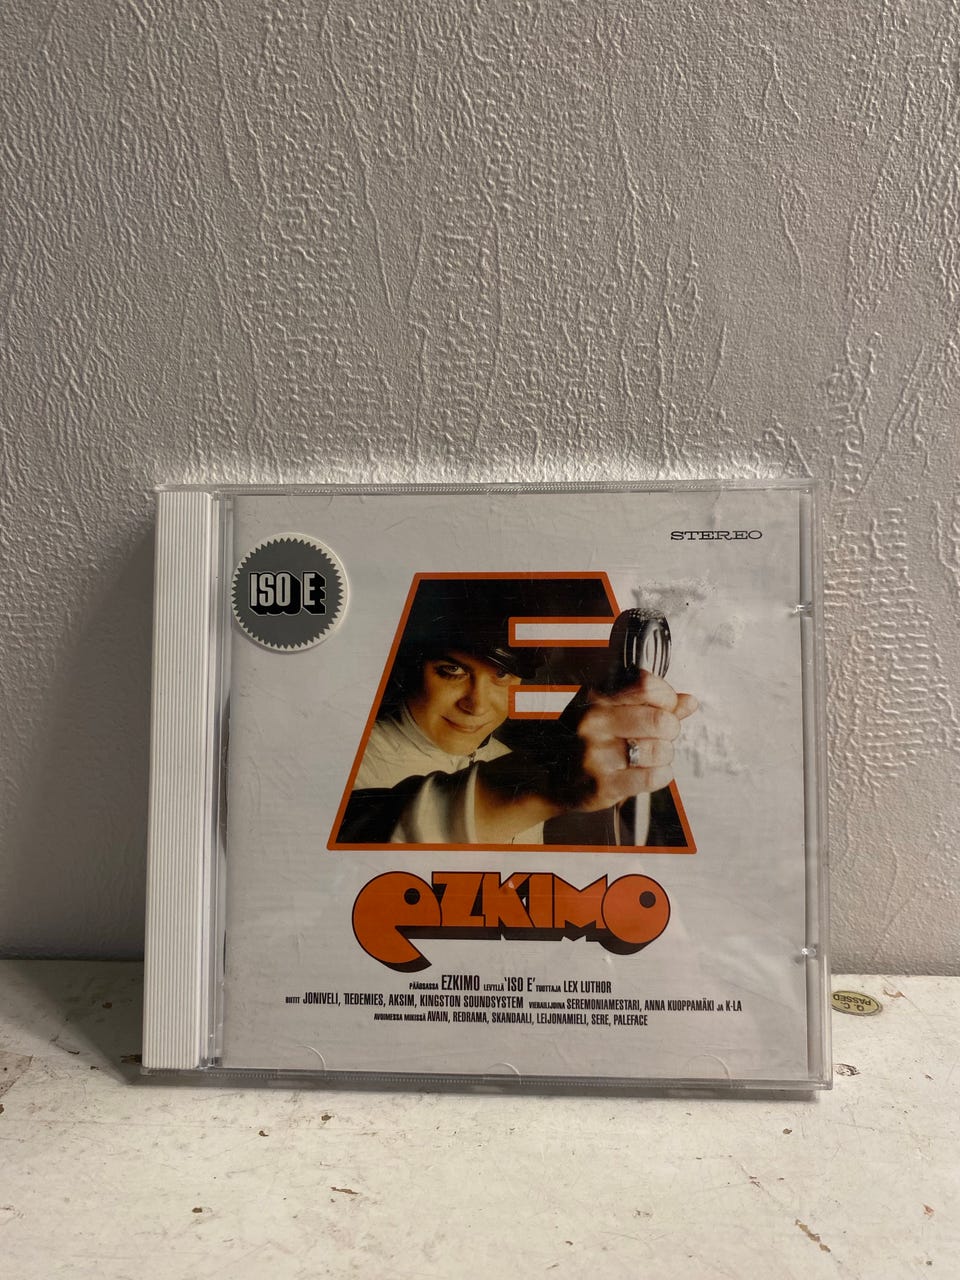 STEREO
ISO E
EZKIMO
PÄÄOSASSA EZKIMO LEVYLLÄ 'ISO E' TUOTTAJA LEX LUTHOR
BIITIT JONIVELI, TIEDEMIES, AKSIM, KINGSTON SOUNDSYSTEM VIERAILIJOINA SEREMONIAMESTARI, ANNA KUOPPAMÄKI JA K-LA
AVOIMESSA MIKISSÄ AVAIN, REDRAMA, SKANDAALI, LEIJONAMIELI, SERE, PALEFACE
Q.C.
PASSED